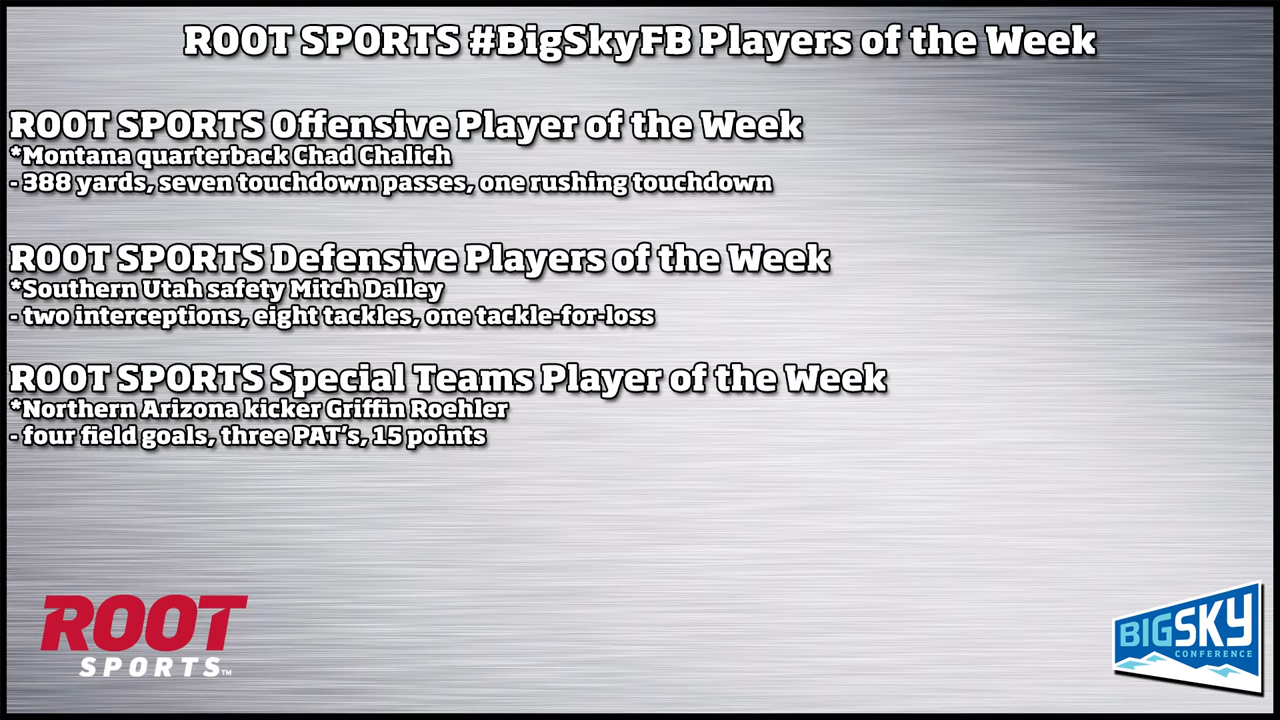 ROOT SPORTS #BigSkyFB Players of the Week
ROOT SPORTS Offensive Player of the Week
*Montana quarterback Chad Chalich
- 388 yards, seven touchdown passes, one rushing touchdown
ROOT SPORTS Defensive Players of the Week
*Southern Utah safety Mitch Dalley
- two interceptions, eight tackles, one tackle-for-loss
ROOT SPORTS Special Teams Player of the Week
*Northern Arizona kicker Griffin Roehler
- four field goals, three PAT's, 15 points
ROOT
SPORTS™
BIGSKY
CONFERENCE